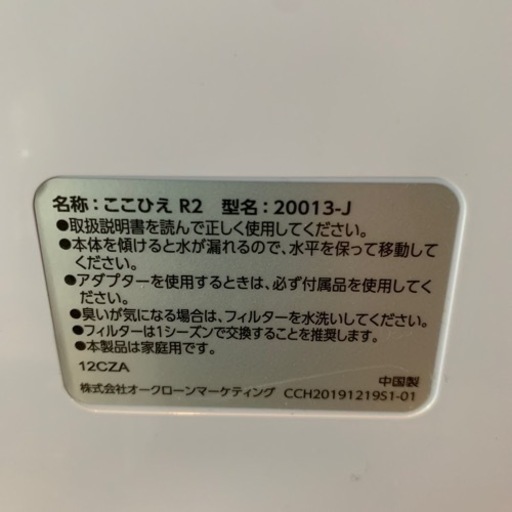 名称：ここひえ R2　型名：20013-J
●取扱説明書を読んで正しく使用してください。
●本体を傾けると水が漏れるので、水平を保って移動して
ください。
●アダプターを使用するときは、必ず付属品を使用してく
ださい。
●臭いが気になる場合は、フィルターを水洗いしてください。
●フィルターは1シーズンで交換することを推奨します。
●本製品は家庭用です。
12CZA　中国製
株式会社オークローンマーケティング　CCH20191219S1-01